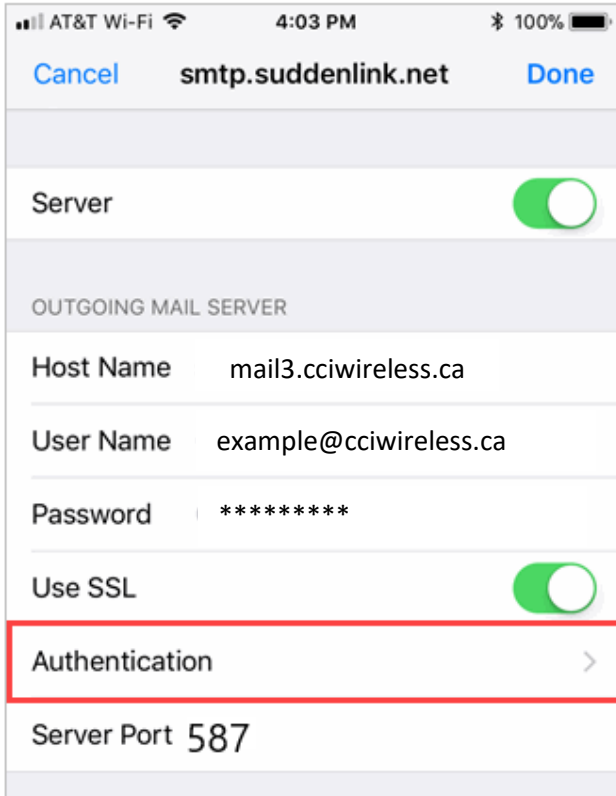 AT&T Wi-Fi 4:03 PM 100%
Cancel smtp.suddenlink.net Done
Server
OUTGOING MAIL SERVER
Host Name mail3.cciwireless.ca
User Name example@cciwireless.ca
Password *********
Use SSL
Authentication
Server Port 587